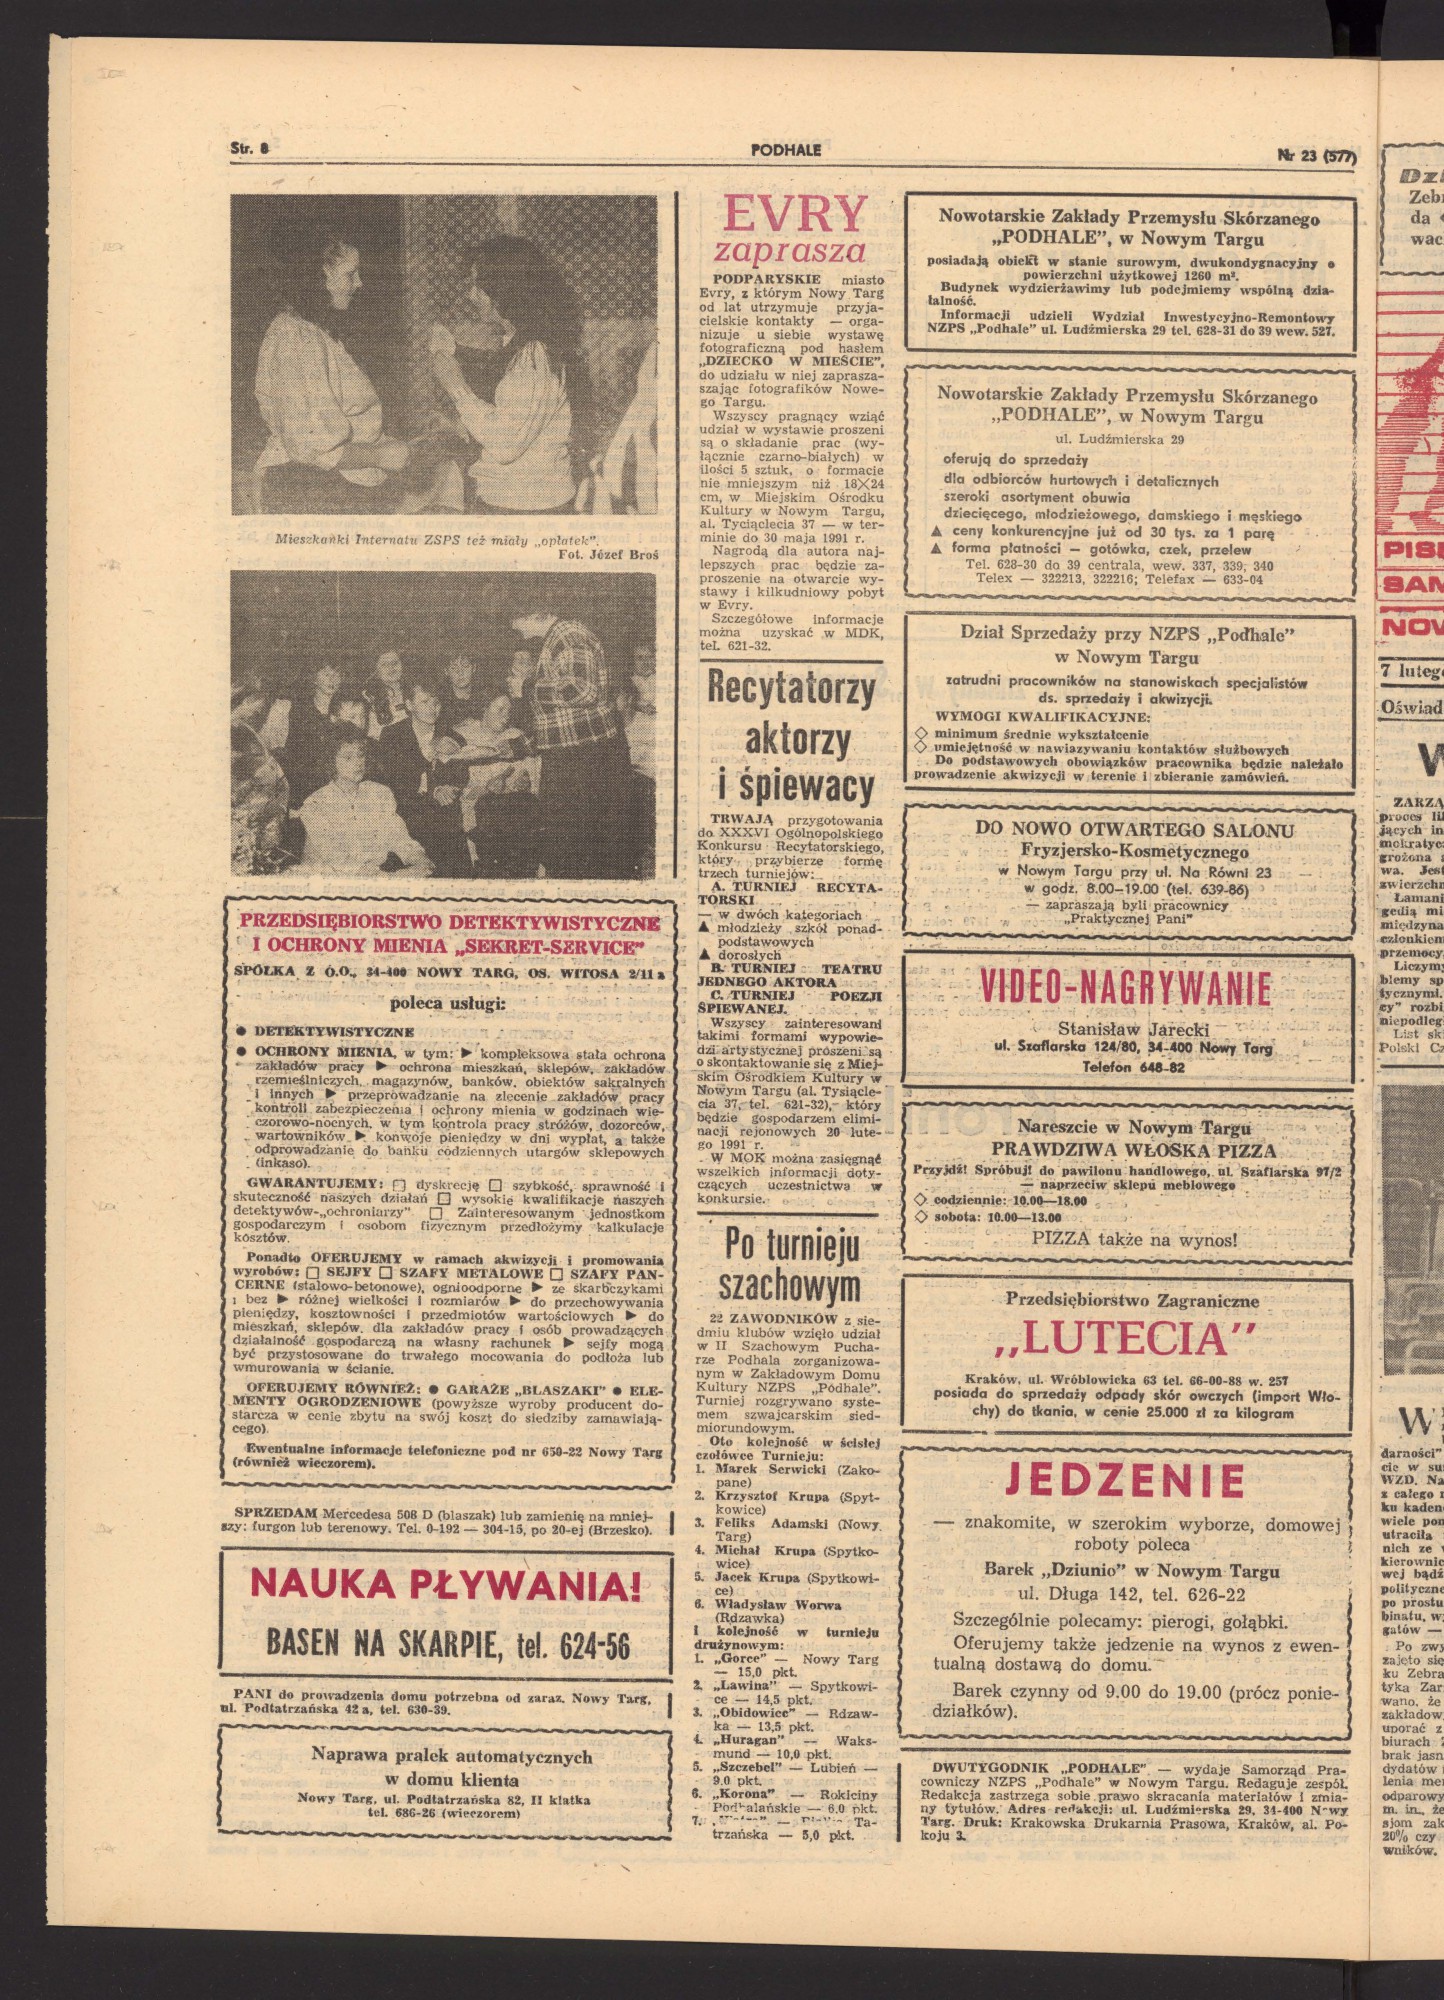 Str. 8
PODHALE
Nr 23 (577)
Mieszkanki Internatu ZSPS też miały „opłatek".
Fot. Józef Broś
PRZEDSIĘBIORSTWO DETEKTYWISTYCZNE
I OCHRONY MIENIA „SEKRET-SERVICE"
SPÓŁKA Z O.O., 34-400 NOWY TARG, OS. WITOSA 2/11 a
poleca usługi:
● DETEKTYWISTYCZNE
● OCHRONY MIENIA, w tym: ▶ kompleksowa stała ochrona
zakładów pracy ▶ ochrona mieszkań, sklepów, zakładów
rzemieślniczych, magazynów, banków, obiektów sakralnych
i innych ▶ przeprowadzanie na zlecenie zakładów pracy
kontroli zabezpieczenia i ochrony mienia w godzinach wie-
czorowo-nocnych, w tym kontrola pracy stróżów, dozorców,
wartowników ▶ konwoje pieniędzy w dni wypłat, a także
odprowadzanie do banku codziennych utargów sklepowych
(inkaso).
GWARANTUJEMY: □ dyskrecję □ szybkość, sprawność i
skuteczność naszych działań □ wysokie kwalifikacje naszych
detektywów-„ochroniarzy" □ Zainteresowanym jednostkom
gospodarczym i osobom fizycznym przedłożymy kalkulacje
kosztów.
Ponadto OFERUJEMY w ramach akwizycji i promowania
wyrobów: □ SEJFY □ SZAFY METALOWE □ SZAFY PAN-
CERNE (stalowo-betonowe), ognioodporne ▶ ze skarbczykami
i bez ▶ różnej wielkości i rozmiarów ▶ do przechowywania
pieniędzy, kosztowności i przedmiotów wartościowych ▶ do
mieszkań, sklepów, dla zakładów pracy i osób prowadzących
działalność gospodarczą na własny rachunek ▶ sejfy mogą
być przystosowane do trwałego mocowania do podłoża lub
wmurowania w ścianie.
OFERUJEMY RÓWNIEŻ: ● GARAŻE „BLASZAKI" ● ELE-
MENTY OGRODZENIOWE (powyższe wyroby producent do-
starcza w cenie zbytu na swój koszt do siedziby zamawiają-
cego).
Ewentualne informacje telefoniczne pod nr 650-22 Nowy Targ
(również wieczorem).
SPRZEDAM Mercedesa 508 D (blaszak) lub zamienię na mniej-
szy: furgon lub terenowy. Tel. 0-192 — 304-15, po 20-ej (Brzesko).
NAUKA PŁYWANIA!
BASEN NA SKARPIE, tel. 624-56
PANI do prowadzenia domu potrzebna od zaraz. Nowy Targ,
ul. Podtatrzańska 42 a, tel. 630-39.
Naprawa pralek automatycznych
w domu klienta
Nowy Targ, ul. Podtatrzańska 82, II klatka
tel. 686-26 (wieczorem)
EVRY
zaprasza
PODPARYSKIE miasto
Evry, z którym Nowy Targ
od lat utrzymuje przyja-
cielskie kontakty — orga-
nizuje u siebie wystawę
fotograficzną pod hasłem
„DZIECKO W MIEŚCIE",
do udziału w niej zaprasza-
szając fotografików Nowe-
go Targu.
Wszyscy pragnący wziąć
udział w wystawie proszeni
są o składanie prac (wy-
łącznie czarno-białych) w
ilości 5 sztuk, o formacie
nie mniejszym niż 18×24
cm, w Miejskim Ośrodku
Kultury w Nowym Targu,
al. Tyciąclecia 37 — w ter-
minie do 30 maja 1991 r.
Nagrodą dla autora naj-
lepszych prac będzie za-
proszenie na otwarcie wy-
stawy i kilkudniowy pobyt
w Evry.
Szczegółowe informacje
można uzyskać w MDK,
tel. 621-32.
Recytatorzy
aktorzy
i śpiewacy
TRWAJĄ przygotowania
do XXXVI Ogólnopolskiego
Konkursu Recytatorskiego,
który przybierze formę
trzech turniejów:
A. TURNIEJ RECYTA-
TORSKI
— w dwóch kategoriach
▲ młodzieży szkół ponad-
podstawowych
▲ dorosłych
B. TURNIEJ TEATRU
JEDNEGO AKTORA
C. TURNIEJ POEZJI
ŚPIEWANEJ.
Wszyscy zainteresowani
takimi formami wypowie-
dzi artystycznej proszeni są
o skontaktowanie się z Miej-
skim Ośrodkiem Kultury w
Nowym Targu (al. Tysiącle-
cia 37, tel. 621-32), który
będzie gospodarzem elimi-
nacji rejonowych 20 lute-
go 1991 r.
W MOK można zasięgnąć
wszelkich informacji doty-
czących uczestnictwa w
konkursie.
Po turnieju
szachowym
22 ZAWODNIKÓW z sie-
dmiu klubów wzięło udział
w II Szachowym Pucha-
rze Podhala zorganizowa-
nym w Zakładowym Domu
Kultury NZPS „Podhale".
Turniej rozgrywano syste-
mem szwajcarskim sied-
miorundowym.
Oto kolejność w ścisłej
czołówce Turnieju:
1. Marek Serwicki (Zako-
pane)
2. Krzysztof Krupa (Spyt-
kowice)
3. Feliks Adamski (Nowy
Targ)
4. Michał Krupa (Spytko-
wice)
5. Jacek Krupa (Spytkowi-
ce)
6. Władysław Worwa
(Rdzawka)
i kolejność w turnieju
drużynowym:
1. „Gorce" — Nowy Targ
— 15,0 pkt.
2. „Lawina" — Spytkowi-
ce — 14,5 pkt.
3. „Obidowice" — Rdzaw-
ka — 13,5 pkt.
4. „Huragan" — Waks-
mund — 10,0 pkt.
5. „Szczebel" — Lubień —
9,0 pkt.
6. „Korona" — Rokiciny
Podhalańskie — 6,0 pkt.
7. — Ta-
trzańska — 5,0 pkt.
Nowotarskie Zakłady Przemysłu Skórzanego
„PODHALE", w Nowym Targu
posiadają obiekt w stanie surowym, dwukondygnacyjny o
powierzchni użytkowej 1260 m².
Budynek wydzierżawimy lub podejmiemy wspólną dzia-
łalność.
Informacji udzieli Wydział Inwestycyjno-Remontowy
NZPS „Podhale" ul. Ludźmierska 29 tel. 628-31 do 39 wew. 527.
Nowotarskie Zakłady Przemysłu Skórzanego
„PODHALE", w Nowym Targu
ul. Ludźmierska 29
oferują do sprzedaży
dla odbiorców hurtowych i detalicznych
szeroki asortyment obuwia
dziecięcego, młodzieżowego, damskiego i męskiego
▲ ceny konkurencyjne już od 30 tys. za 1 parę
▲ forma płatności — gotówka, czek, przelew
Tel. 628-30 do 39 centrala, wew. 337, 339, 340
Telex — 322213, 322216; Telefax — 633-04
Dział Sprzedaży przy NZPS „Podhale"
w Nowym Targu
zatrudni pracowników na stanowiskach specjalistów
ds. sprzedaży i akwizycji.
WYMOGI KWALIFIKACYJNE:
◇ minimum średnie wykształcenie
◇ umiejętność w nawiazywaniu kontaktów służbowych
Do podstawowych obowiązków pracownika będzie należało
prowadzenie akwizycji w terenie i zbieranie zamówień.
DO NOWO OTWARTEGO SALONU
Fryzjersko-Kosmetycznego
w Nowym Targu przy ul. Na Równi 23
w godz. 8.00–19.00 (tel. 639-86)
— zapraszają byli pracownicy
„Praktycznej Pani"
VIDEO-NAGRYWANIE
Stanisław Jarecki
ul. Szaflarska 124/80, 34-400 Nowy Targ
Telefon 648-82
Nareszcie w Nowym Targu
PRAWDZIWA WŁOSKA PIZZA
Przyjdź! Spróbuj! do pawilonu handlowego, ul. Szaflarska 97/2
— naprzeciw sklepu meblowego
◇ codziennie: 10.00—18.00
◇ sobota: 10.00—13.00
PIZZA także na wynos!
Przedsiębiorstwo Zagraniczne
„LUTECIA"
Kraków, ul. Wróblowicka 63 tel. 66-00-88 w. 257
posiada do sprzedaży odpady skór owczych (import Wło-
chy) do tkania, w cenie 25.000 zł za kilogram
JEDZENIE
— znakomite, w szerokim wyborze, domowej
roboty poleca
Barek „Dziunio" w Nowym Targu
ul. Długa 142, tel. 626-22
Szczególnie polecamy: pierogi, gołąbki.
Oferujemy także jedzenie na wynos z ewen-
tualną dostawą do domu.
Barek czynny od 9.00 do 19.00 (prócz ponie-
działków).
DWUTYGODNIK „PODHALE" — wydaje Samorząd Pra-
cowniczy NZPS „Podhale" w Nowym Targu. Redaguje zespół.
Redakcja zastrzega sobie prawo skracania materiałów i zmia-
ny tytułów. Adres redakcji: ul. Ludźmierska 29, 34-400 Nowy
Targ. Druk: Krakowska Drukarnia Prasowa, Kraków, al. Po-
koju 3.
7 luteg